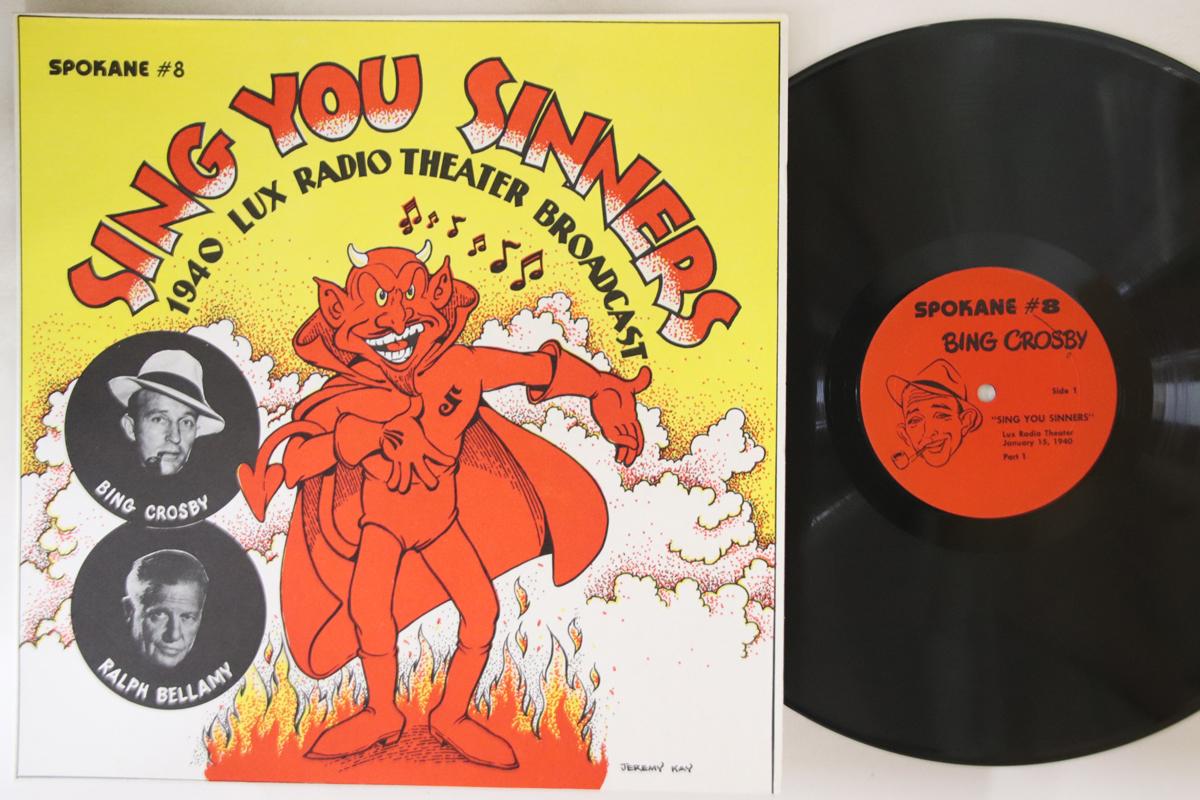 SPOKANE #8
SING YOU SINNERS
1940 LUX RADIO THEATER BROADCAST
BING CROSBY
RALPH BELLAMY
JEREMY KAY
SPOKANE #8
BING CROSBY
Side 1
"SING YOU SINNERS"
Lux Radio Theater
January 15, 1940
Part 1